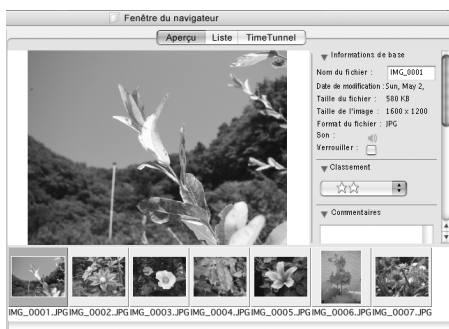 Fenêtre du navigateur
Aperçu Liste TimeTunnel
Informations de base
Nom du fichier : IMG_0001
Date de modification : Sun, May 2,
Taille du fichier : 580 KB
Taille de l'image : 1600 x 1200
Format du fichier : JPG
Son :
Verrouiller :
Classement
Commentaires
IMG_0001..JPG IMG_0002..JPG IMG_0003..JPG IMG_0004..JPG IMG_0005..JPG IMG_0006..JPG IMG_0007..JPG